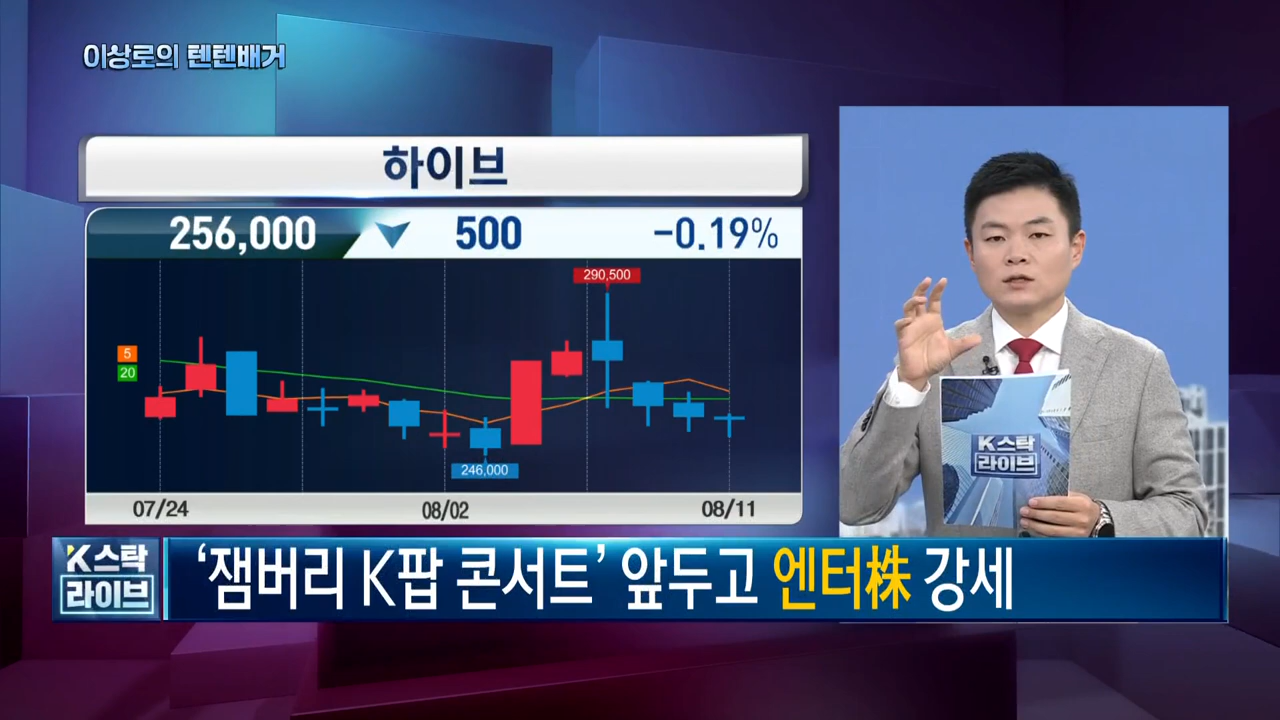 이상로의 텐텐배거
하이브
256,000 500 -0.19%
290,500
5
20
246,000
07/24 08/02 08/11
K스탁
라이브
K스탁
라이브
‘잼버리 K팝 콘서트’ 앞두고 엔터株 강세